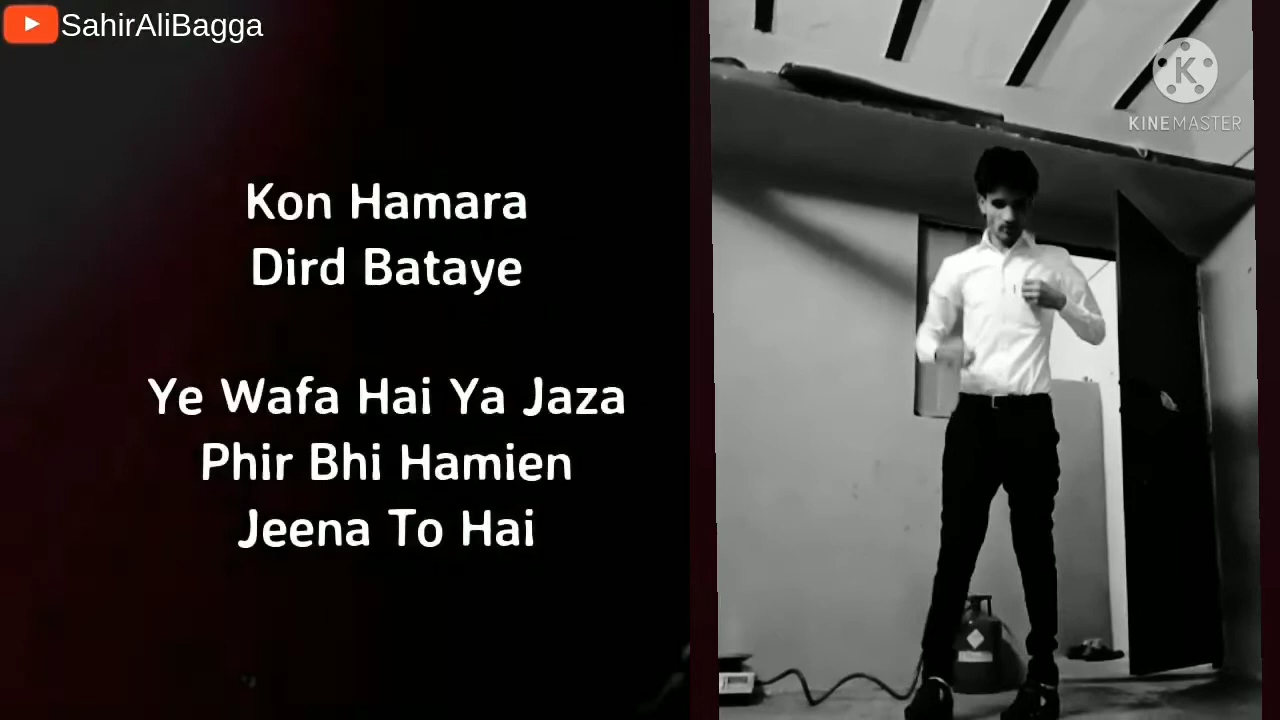 SahirAliBagga
Kon Hamara
Dird Bataye
Ye Wafa Hai Ya Jaza
Phir Bhi Hamien
Jeena To Hai
K
KINEMASTER